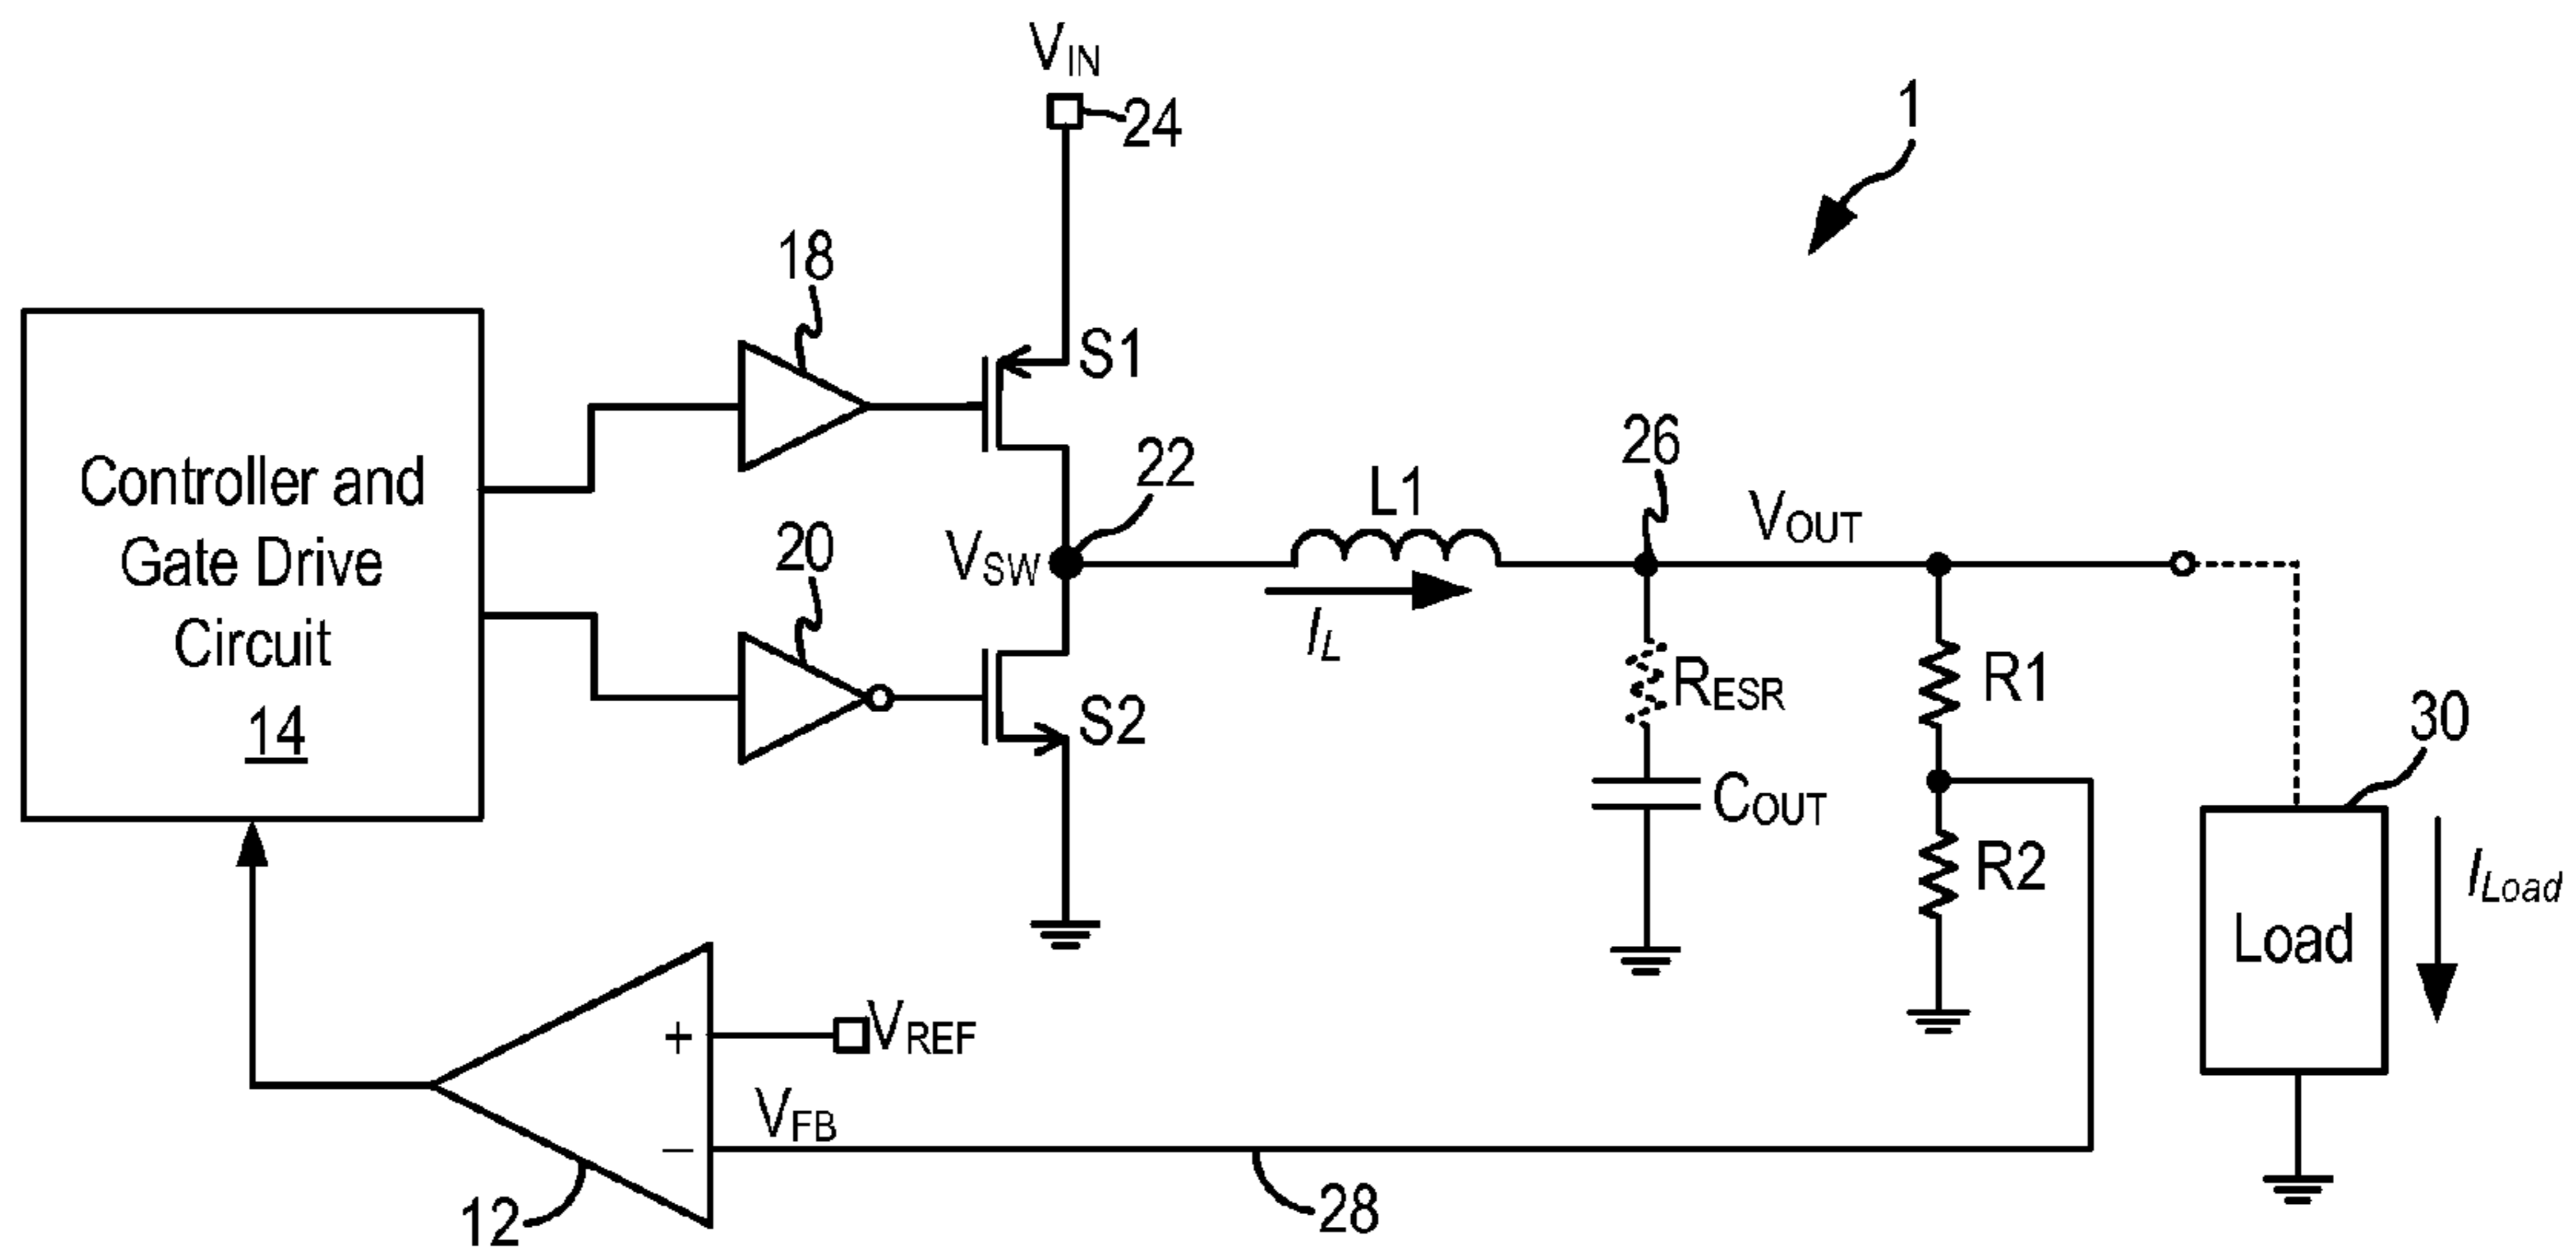 VIN
24
1
18
S1
Controller and
Gate Drive
Circuit
14
22
VSW
20
S2
L1
IL
26
VOUT
RESR
COUT
R1
R2
30
Load
ILoad
+
VREF
VFB
−
12
28